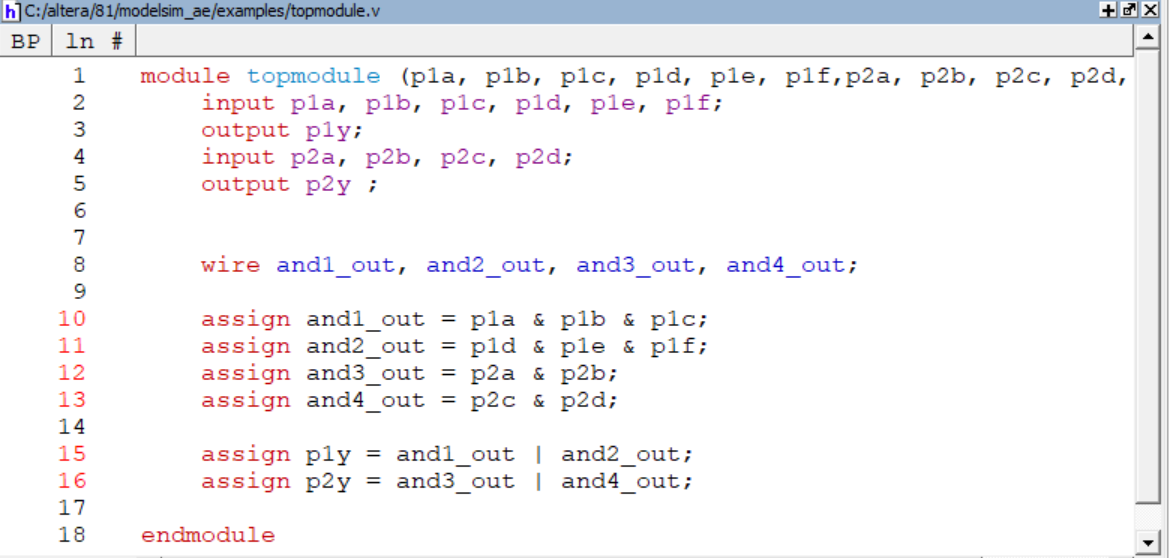 h C:/altera/81/modelsim_ae/examples/topmodule.v
BP ln #
1 module topmodule (p1a, p1b, p1c, p1d, p1e, p1f,p2a, p2b, p2c, p2d,
2 input p1a, p1b, p1c, p1d, p1e, p1f;
3 output p1y;
4 input p2a, p2b, p2c, p2d;
5 output p2y ;
6
7
8 wire and1_out, and2_out, and3_out, and4_out;
9
10 assign and1_out = p1a & p1b & p1c;
11 assign and2_out = p1d & p1e & p1f;
12 assign and3_out = p2a & p2b;
13 assign and4_out = p2c & p2d;
14
15 assign p1y = and1_out | and2_out;
16 assign p2y = and3_out | and4_out;
17
18 endmodule